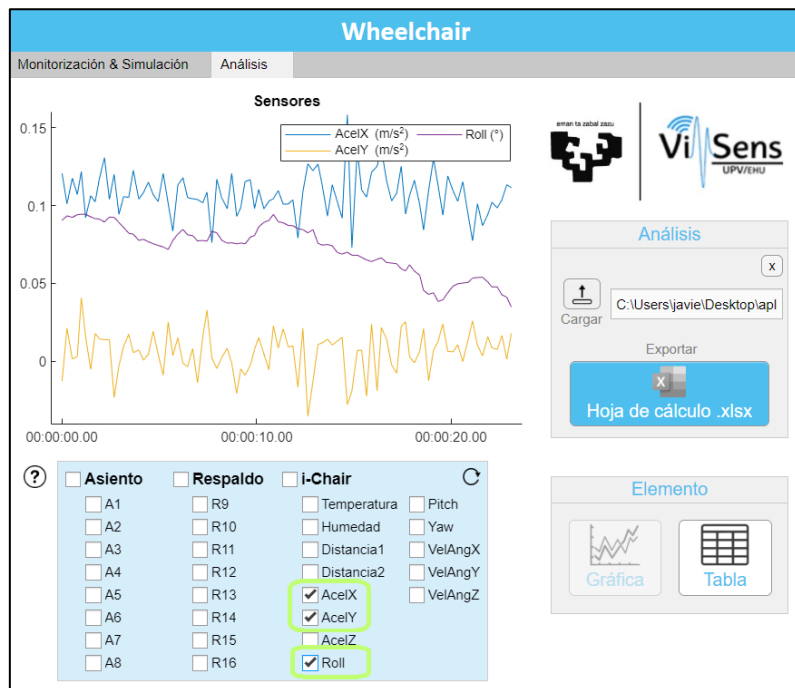 Wheelchair
Monitorización & Simulación Análisis
Sensores
AcelX (m/s²) Roll (°)
AcelY (m/s²)
0.15
0.1
0.05
0
00:00:00.00 00:00:10.00 00:00:20.00
eman ta zabal zazu
ViSens
UPV/EHU
Análisis
x
Cargar
C:\Users\javie\Desktop\apl
Exportar
X
Hoja de cálculo .xlsx
? Asiento Respaldo i-Chair
A1 R9 Temperatura Pitch
A2 R10 Humedad Yaw
A3 R11 Distancia1 VelAngX
A4 R12 Distancia2 VelAngY
A5 R13 AcelX VelAngZ
A6 R14 AcelY
A7 R15 AcelZ
A8 R16 Roll
Elemento
Gráfica Tabla